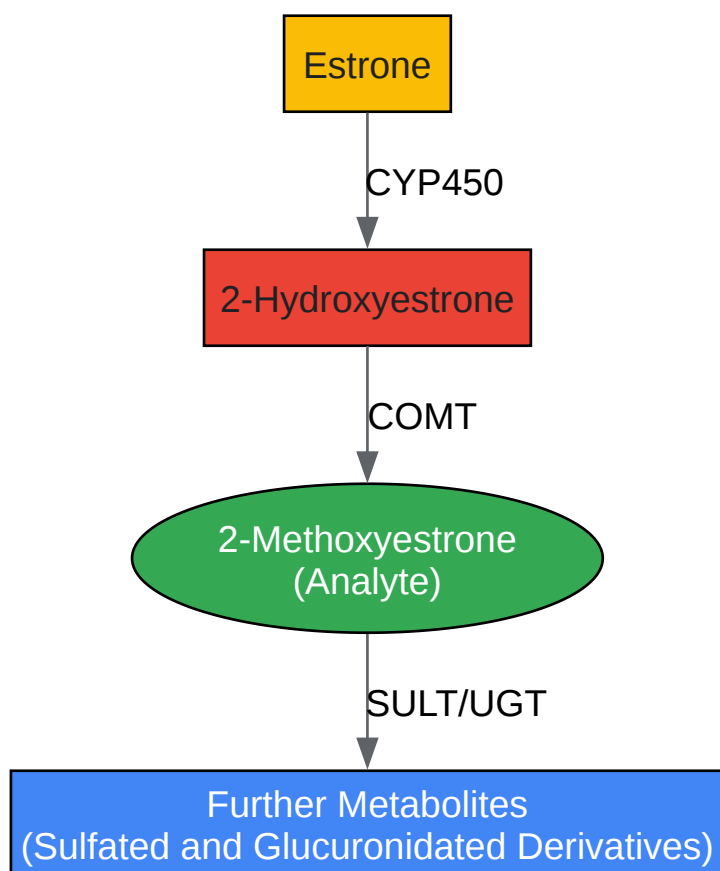 Estrone
CYP450
2-Hydroxyestrone
COMT
2-Methoxyestrone
(Analyte)
SULT/UGT
Further Metabolites
(Sulfated and Glucuronidated Derivatives)